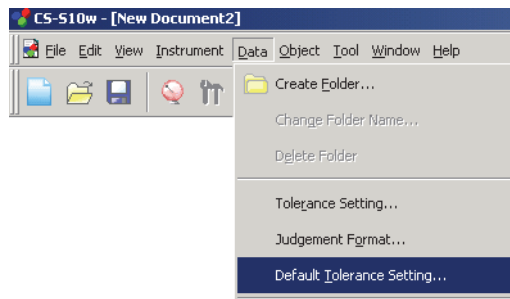 CS-S10w - [New Document2]
File Edit View Instrument Data Object Tool Window Help
Create Folder...
Change Folder Name...
Delete Folder
Tolerance Setting...
Judgement Format...
Default Tolerance Setting...